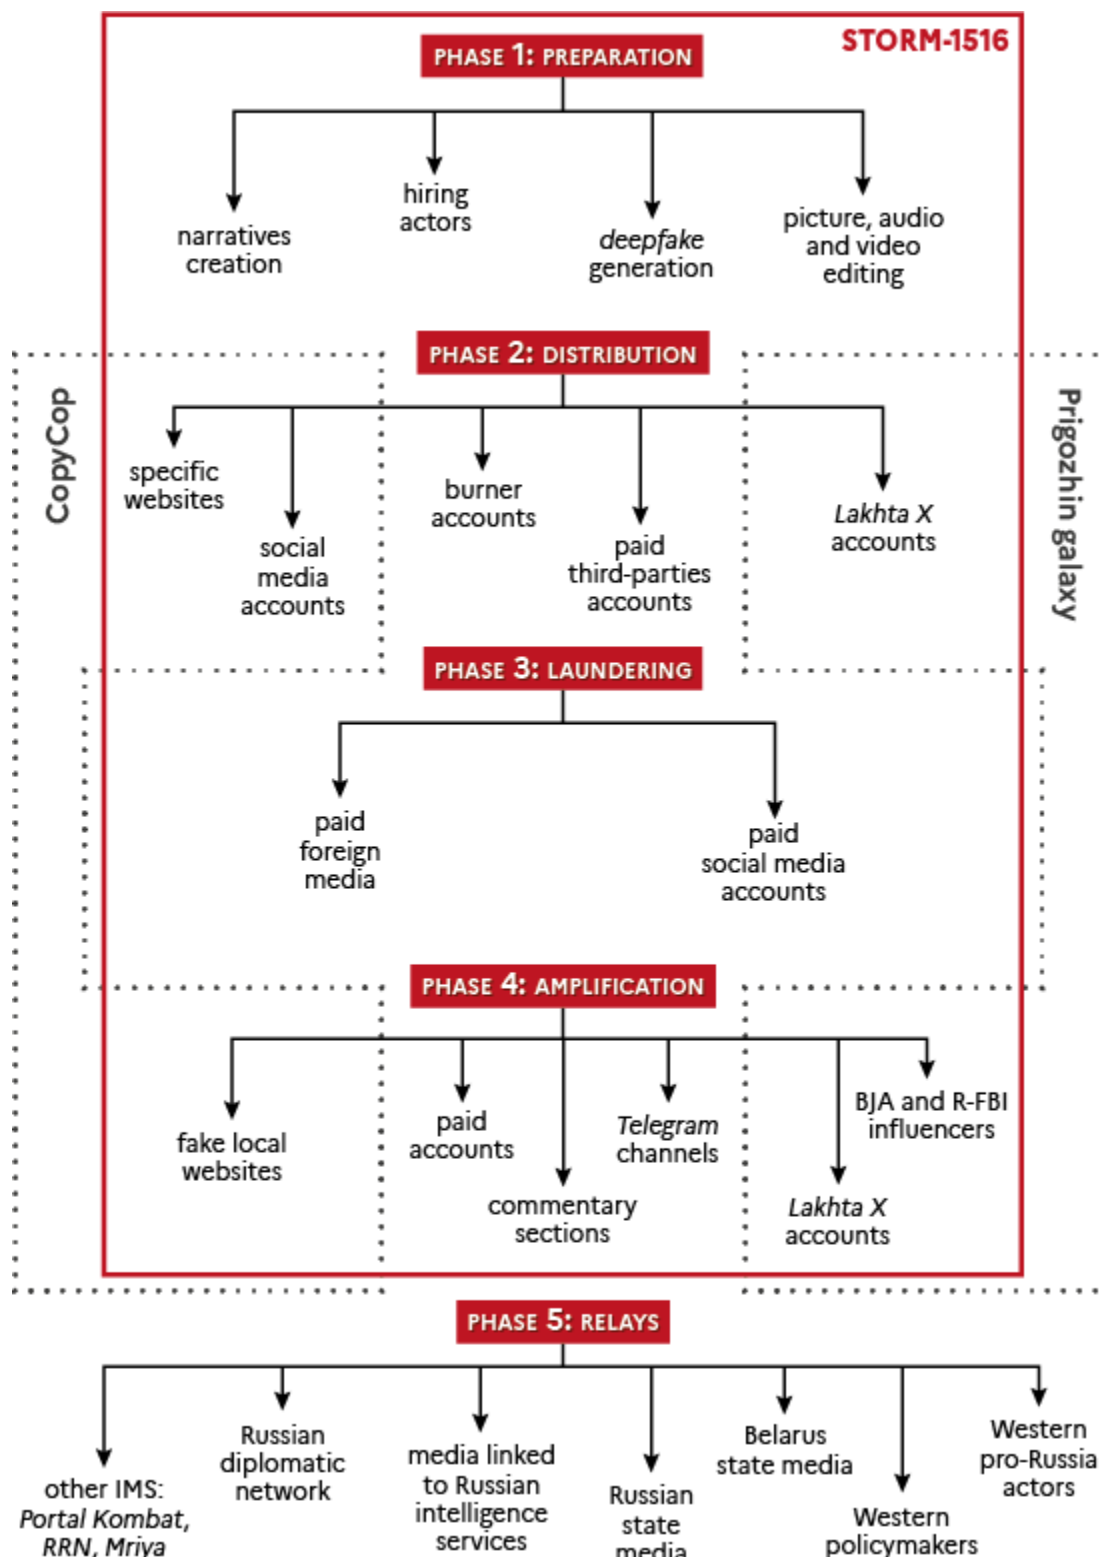 STORM-1516
PHASE 1: PREPARATION
narratives
creation
hiring
actors
deepfake
generation
picture, audio
and video
editing
PHASE 2: DISTRIBUTION
CopyCop
Prigozhin galaxy
specific
websites
social
media
accounts
burner
accounts
paid
third-parties
accounts
Lakhta X
accounts
PHASE 3: LAUNDERING
paid
foreign
media
paid
social media
accounts
PHASE 4: AMPLIFICATION
fake local
websites
paid
accounts
commentary
sections
Telegram
channels
Lakhta X
accounts
BJA and R-FBI
influencers
PHASE 5: RELAYS
other IMS:
Portal Kombat,
RRN, Mriya
Russian
diplomatic
network
media linked
to Russian
intelligence
services
Russian
state
media
Belarus
state media
Western
policymakers
Western
pro-Russia
actors